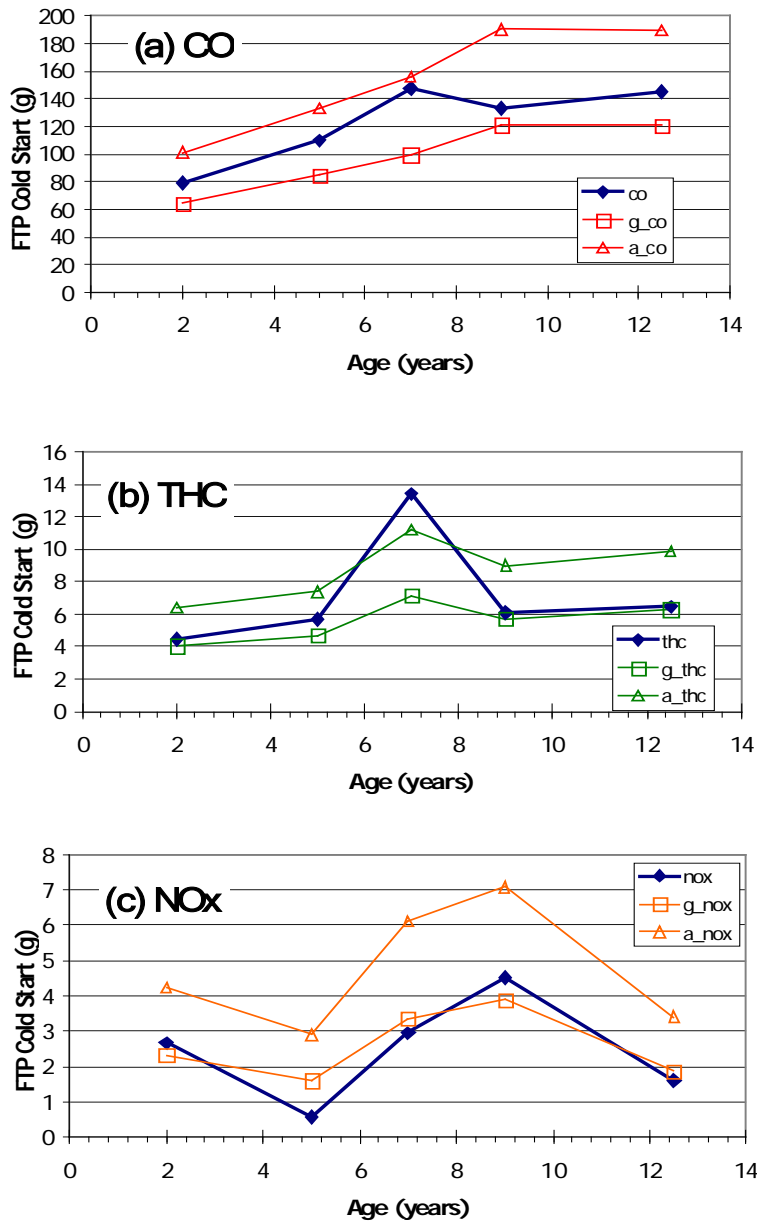 (a) CO
FTP Cold Start (g)
200
180
160
140
120
100
80
60
40
20
0
0 2 4 6 8 10 12 14
Age (years)
co
g_co
a_co
(b) THC
FTP Cold Start (g)
16
14
12
10
8
6
4
2
0
0 2 4 6 8 10 12 14
Age (years)
thc
g_thc
a_thc
(c) NOx
FTP Cold Start (g)
8
7
6
5
4
3
2
1
0
0 2 4 6 8 10 12 14
Age (years)
nox
g_nox
a_nox